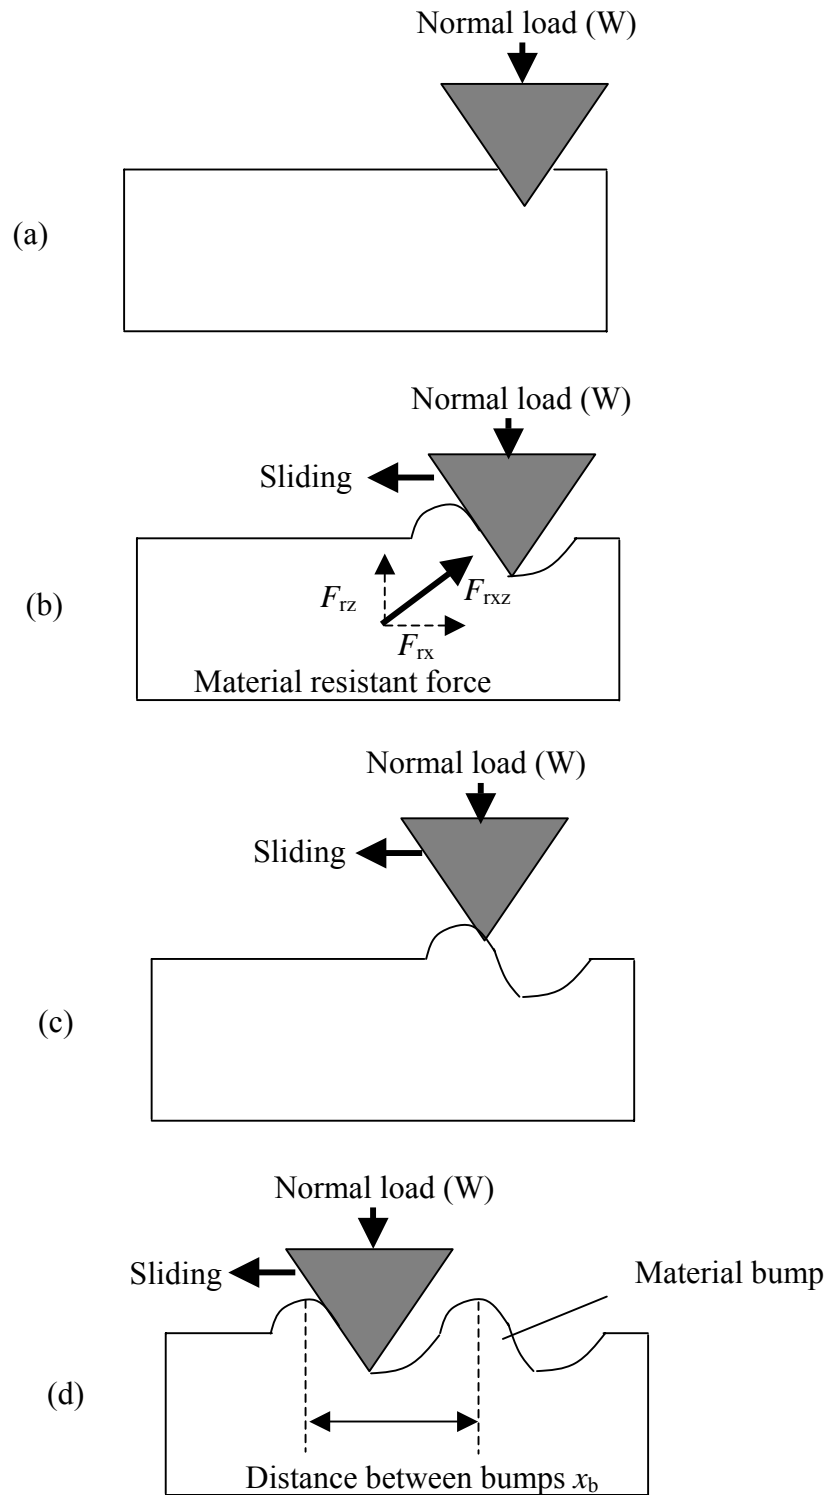 Normal load (W)
(a)
Normal load (W)
Sliding
(b)
F_rz
F_rxz
F_rx
Material resistant force
Normal load (W)
Sliding
(c)
Normal load (W)
Sliding
Material bump
(d)
Distance between bumps x_b